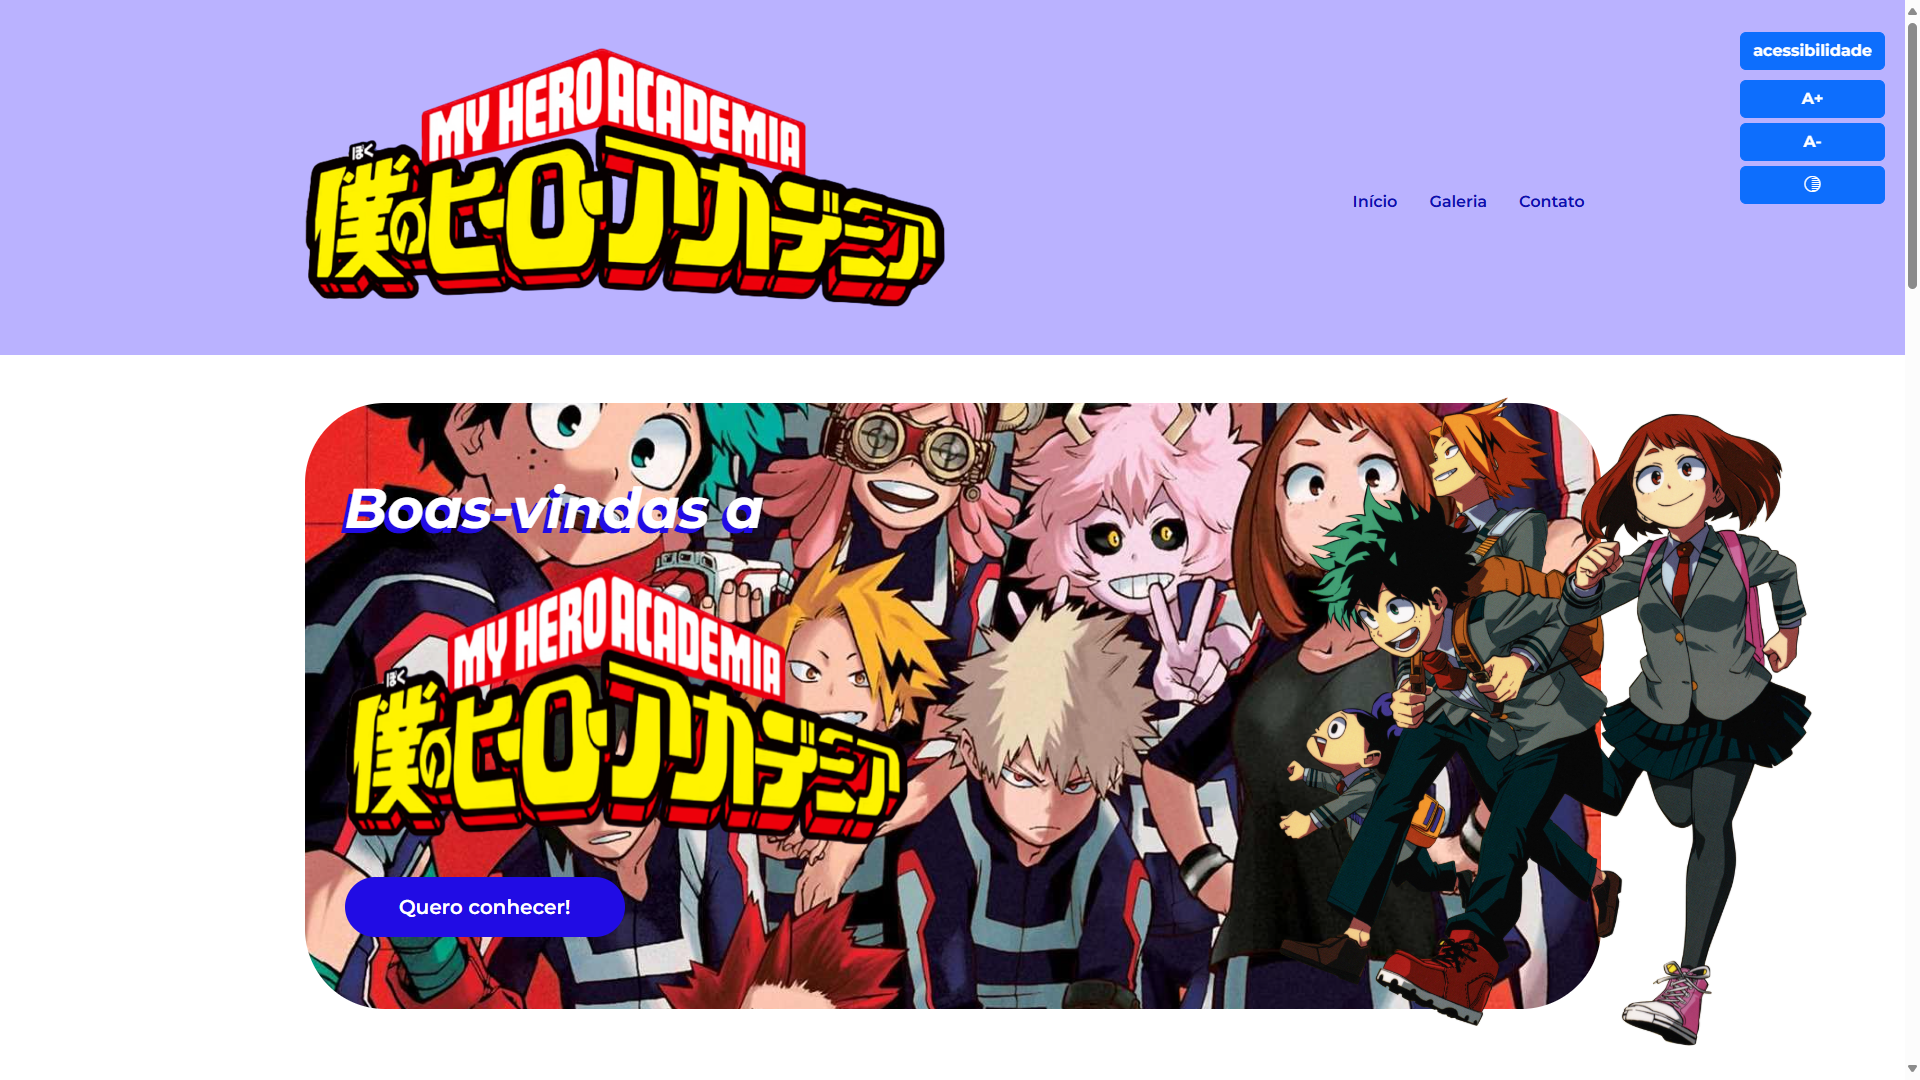 acessibilidade
A+
A-
MY HERO ACADEMIA
ぼく
僕のヒーローアカデミア
Início Galeria Contato
Boas-vindas a
MY HERO ACADEMIA
ぼく
僕のヒーローアカデミア
Quero conhecer!